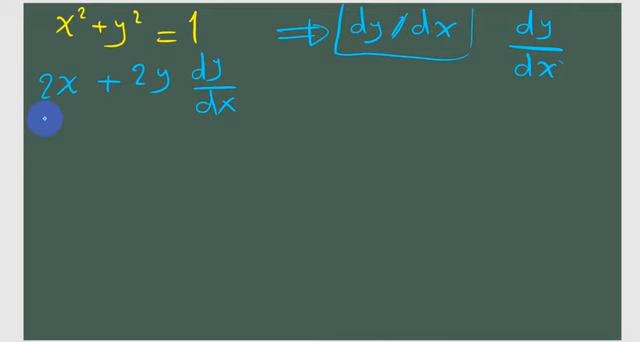 x² + y² = 1 ⇒ dy/dx dy/dx
2x + 2y dy/dx